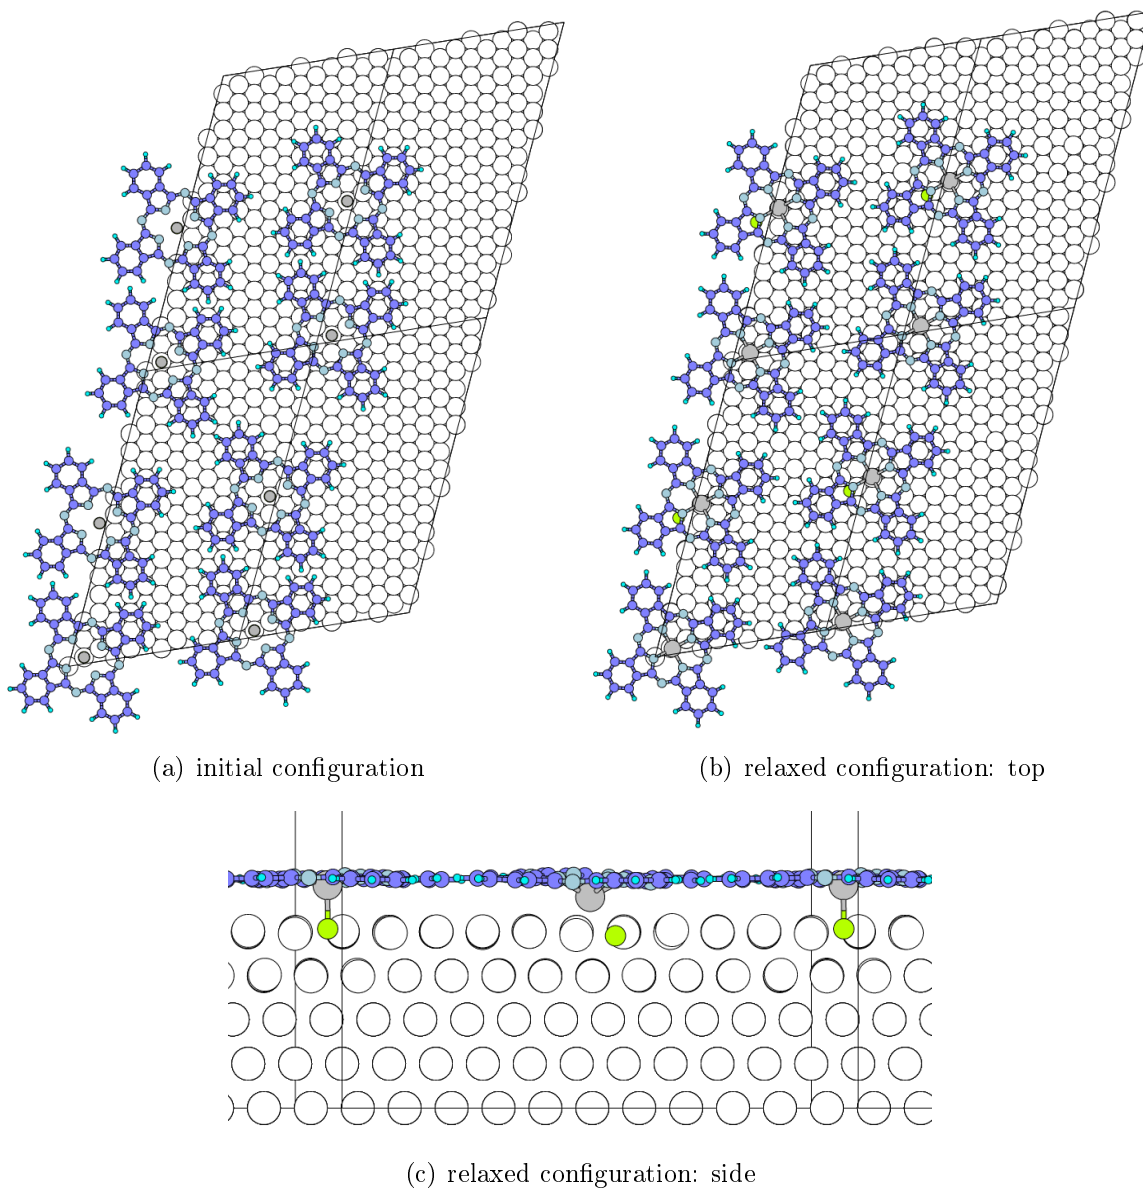 (a) initial configuration
(b) relaxed configuration: top
(c) relaxed configuration: side